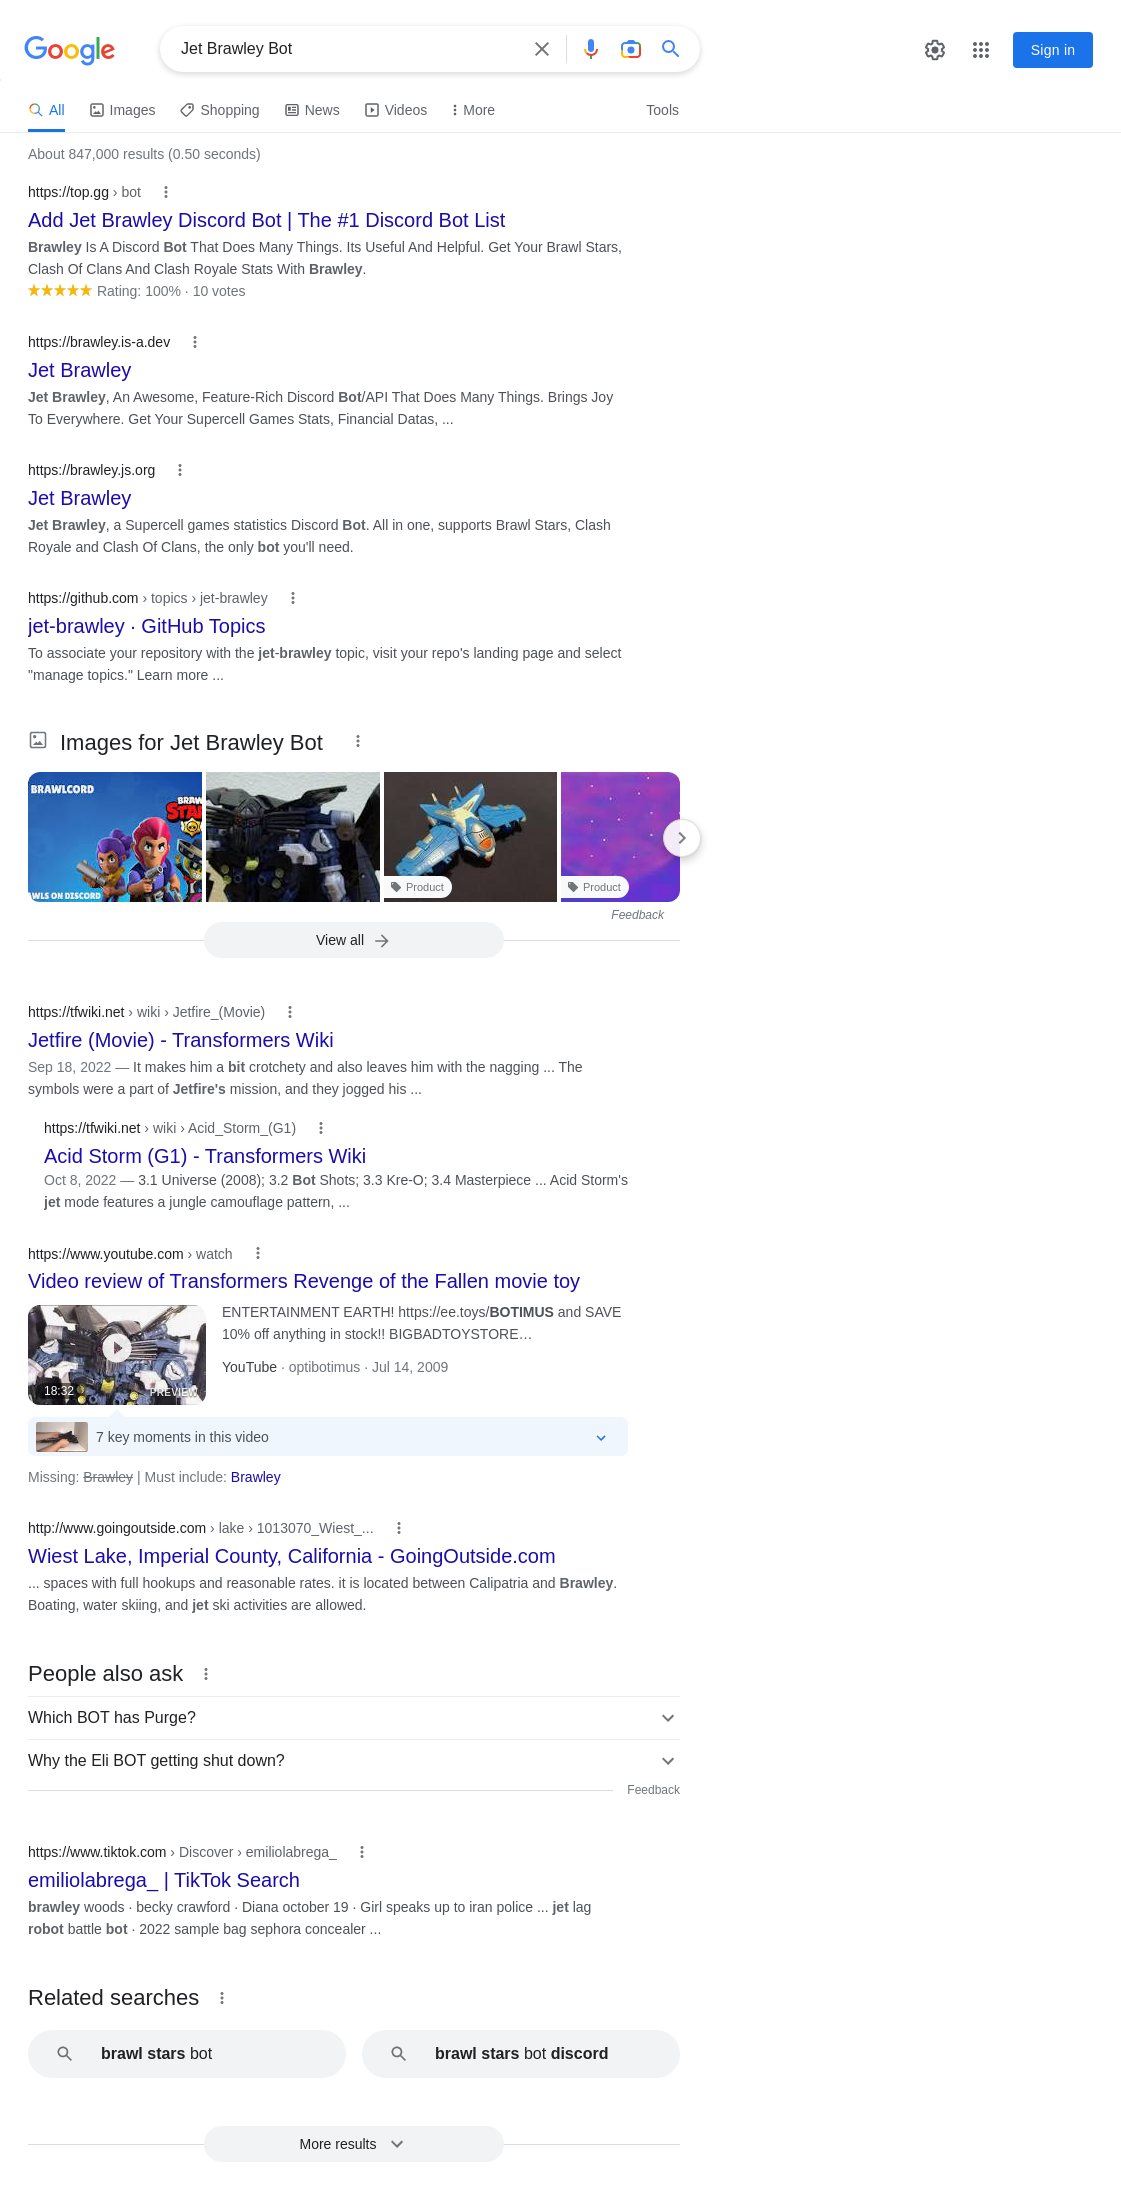 Google
Jet Brawley Bot
Sign in
All
Images
Shopping
News
Videos
More
Tools
About 847,000 results (0.50 seconds)
https://top.gg › bot
Add Jet Brawley Discord Bot | The #1 Discord Bot List
Brawley Is A Discord Bot That Does Many Things. Its Useful And Helpful. Get Your Brawl Stars,
Clash Of Clans And Clash Royale Stats With Brawley.
Rating: 100% · 10 votes
https://brawley.is-a.dev
Jet Brawley
Jet Brawley, An Awesome, Feature-Rich Discord Bot/API That Does Many Things. Brings Joy
To Everywhere. Get Your Supercell Games Stats, Financial Datas, ...
https://brawley.js.org
Jet Brawley
Jet Brawley, a Supercell games statistics Discord Bot. All in one, supports Brawl Stars, Clash
Royale and Clash Of Clans, the only bot you'll need.
https://github.com › topics › jet-brawley
jet-brawley · GitHub Topics
To associate your repository with the jet-brawley topic, visit your repo's landing page and select
"manage topics." Learn more ...
Images for Jet Brawley Bot
BRAWLCORD
BRAW
STA
AWLS ON DISCORD
Product
Product
Feedback
View all
https://tfwiki.net › wiki › Jetfire_(Movie)
Jetfire (Movie) - Transformers Wiki
Sep 18, 2022 — It makes him a bit crotchety and also leaves him with the nagging ... The
symbols were a part of Jetfire's mission, and they jogged his ...
https://tfwiki.net › wiki › Acid_Storm_(G1)
Acid Storm (G1) - Transformers Wiki
Oct 8, 2022 — 3.1 Universe (2008); 3.2 Bot Shots; 3.3 Kre-O; 3.4 Masterpiece ... Acid Storm's
jet mode features a jungle camouflage pattern, ...
https://www.youtube.com › watch
Video review of Transformers Revenge of the Fallen movie toy
ENTERTAINMENT EARTH! https://ee.toys/BOTIMUS and SAVE
10% off anything in stock!! BIGBADTOYSTORE…
YouTube · optibotimus · Jul 14, 2009
18:32
PREVIEW
7 key moments in this video
Missing: Brawley | Must include: Brawley
http://www.goingoutside.com › lake › 1013070_Wiest_...
Wiest Lake, Imperial County, California - GoingOutside.com
... spaces with full hookups and reasonable rates. it is located between Calipatria and Brawley.
Boating, water skiing, and jet ski activities are allowed.
People also ask
Which BOT has Purge?
Why the Eli BOT getting shut down?
Feedback
https://www.tiktok.com › Discover › emiliolabrega_
emiliolabrega_ | TikTok Search
brawley woods · becky crawford · Diana october 19 · Girl speaks up to iran police ... jet lag
robot battle bot · 2022 sample bag sephora concealer ...
Related searches
brawl stars bot
brawl stars bot discord
More results